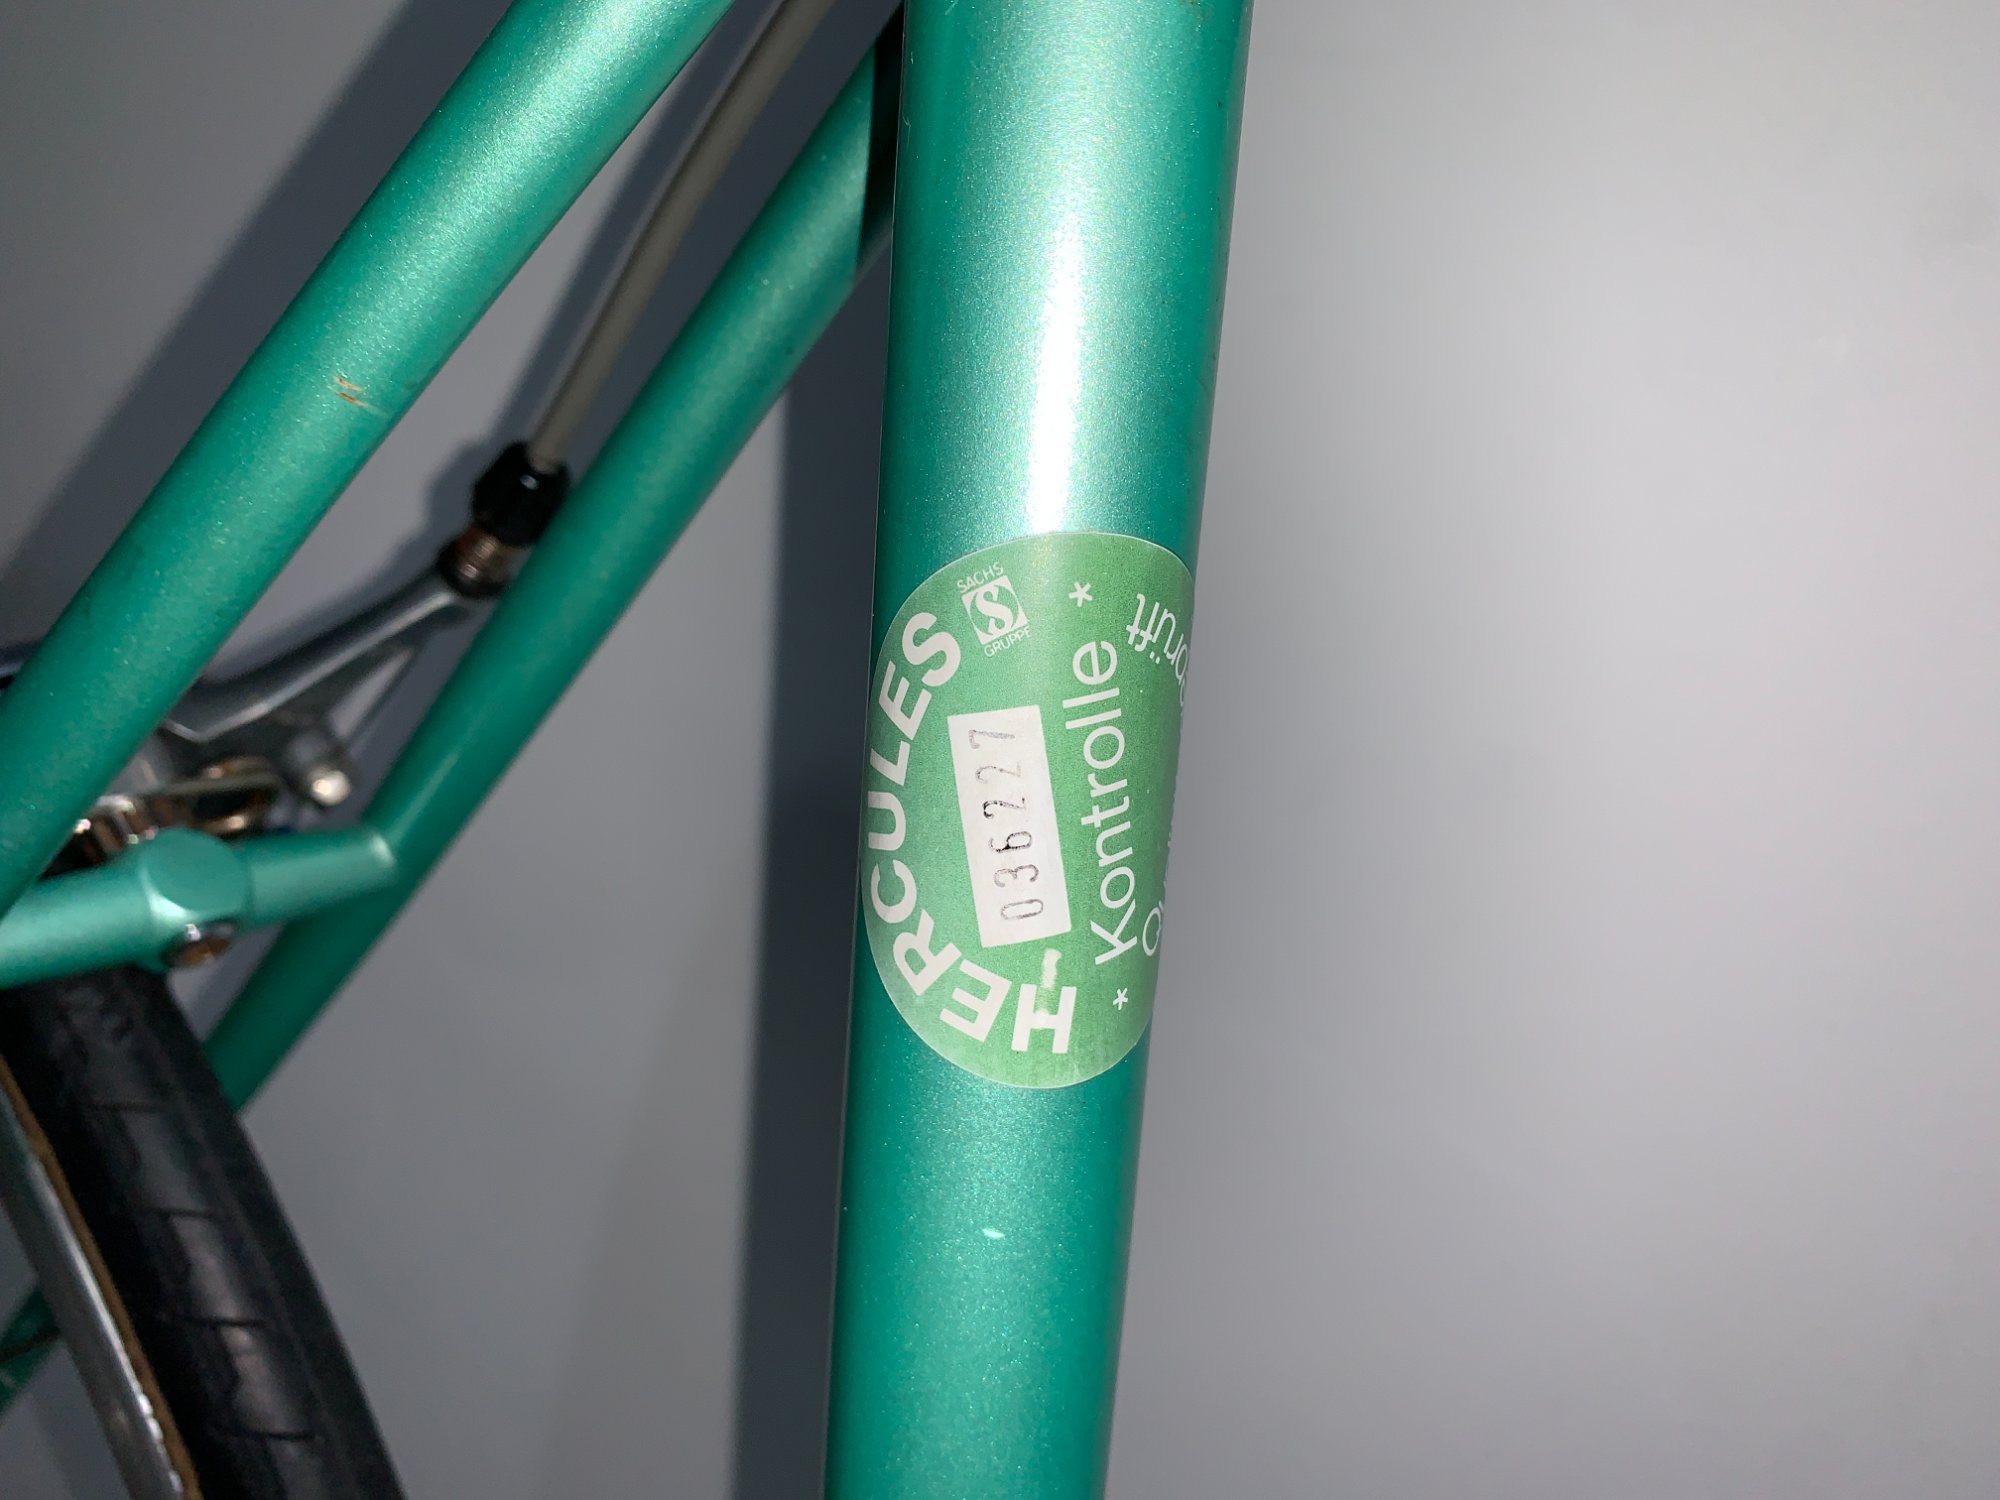 HERCULES
SACHS
S
GRUPPE
036227
* Kontrolle *